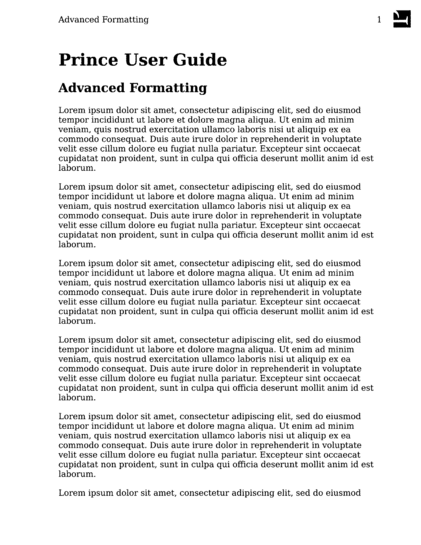 Advanced Formatting 1
Prince User Guide
Advanced Formatting
Lorem ipsum dolor sit amet, consectetur adipiscing elit, sed do eiusmod
tempor incididunt ut labore et dolore magna aliqua. Ut enim ad minim
veniam, quis nostrud exercitation ullamco laboris nisi ut aliquip ex ea
commodo consequat. Duis aute irure dolor in reprehenderit in voluptate
velit esse cillum dolore eu fugiat nulla pariatur. Excepteur sint occaecat
cupidatat non proident, sunt in culpa qui officia deserunt mollit anim id est
laborum.
Lorem ipsum dolor sit amet, consectetur adipiscing elit, sed do eiusmod
tempor incididunt ut labore et dolore magna aliqua. Ut enim ad minim
veniam, quis nostrud exercitation ullamco laboris nisi ut aliquip ex ea
commodo consequat. Duis aute irure dolor in reprehenderit in voluptate
velit esse cillum dolore eu fugiat nulla pariatur. Excepteur sint occaecat
cupidatat non proident, sunt in culpa qui officia deserunt mollit anim id est
laborum.
Lorem ipsum dolor sit amet, consectetur adipiscing elit, sed do eiusmod
tempor incididunt ut labore et dolore magna aliqua. Ut enim ad minim
veniam, quis nostrud exercitation ullamco laboris nisi ut aliquip ex ea
commodo consequat. Duis aute irure dolor in reprehenderit in voluptate
velit esse cillum dolore eu fugiat nulla pariatur. Excepteur sint occaecat
cupidatat non proident, sunt in culpa qui officia deserunt mollit anim id est
laborum.
Lorem ipsum dolor sit amet, consectetur adipiscing elit, sed do eiusmod
tempor incididunt ut labore et dolore magna aliqua. Ut enim ad minim
veniam, quis nostrud exercitation ullamco laboris nisi ut aliquip ex ea
commodo consequat. Duis aute irure dolor in reprehenderit in voluptate
velit esse cillum dolore eu fugiat nulla pariatur. Excepteur sint occaecat
cupidatat non proident, sunt in culpa qui officia deserunt mollit anim id est
laborum.
Lorem ipsum dolor sit amet, consectetur adipiscing elit, sed do eiusmod
tempor incididunt ut labore et dolore magna aliqua. Ut enim ad minim
veniam, quis nostrud exercitation ullamco laboris nisi ut aliquip ex ea
commodo consequat. Duis aute irure dolor in reprehenderit in voluptate
velit esse cillum dolore eu fugiat nulla pariatur. Excepteur sint occaecat
cupidatat non proident, sunt in culpa qui officia deserunt mollit anim id est
laborum.
Lorem ipsum dolor sit amet, consectetur adipiscing elit, sed do eiusmod